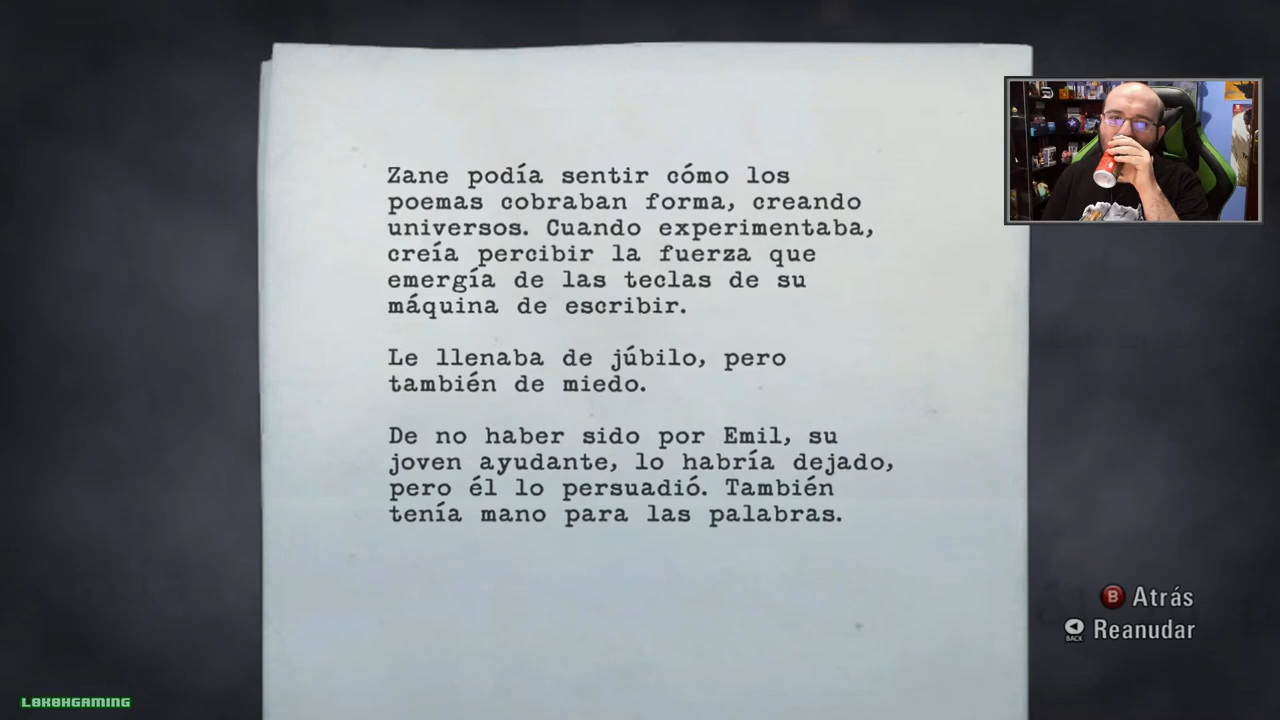 Zane podía sentir cómo los
poemas cobraban forma, creando
universos. Cuando experimentaba,
creía percibir la fuerza que
emergía de las teclas de su
máquina de escribir.
Le llenaba de júbilo, pero
también de miedo.
De no haber sido por Emil, su
joven ayudante, lo habría dejado,
pero él lo persuadió. También
tenía mano para las palabras.
B Atrás
BACK Reanudar
L0K0XGAMING